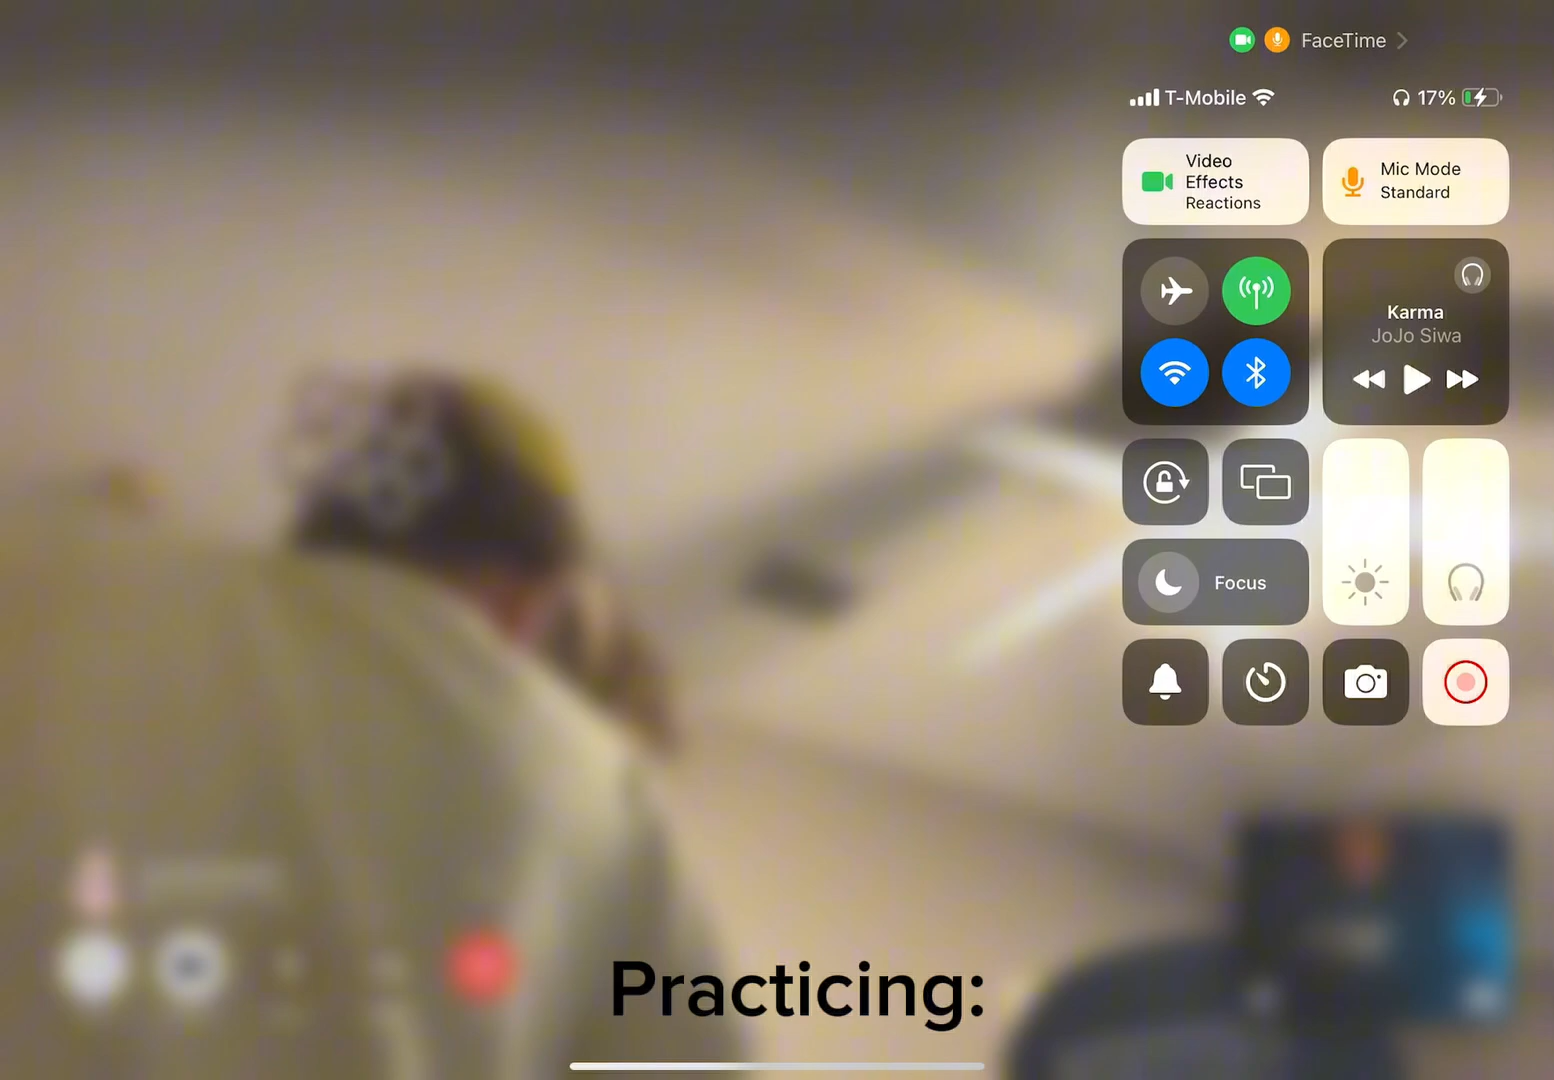 FaceTime
T-Mobile
17%
Video
Effects
Reactions
Mic Mode
Standard
Karma
JoJo Siwa
Focus
Practicing: